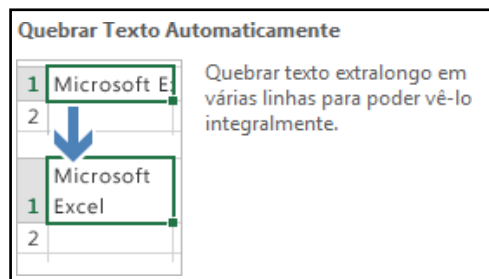 Quebrar Texto Automaticamente
1 Microsoft E
2
Microsoft
1 Excel
2
Quebrar texto extralongo em
várias linhas para poder vê-lo
integralmente.